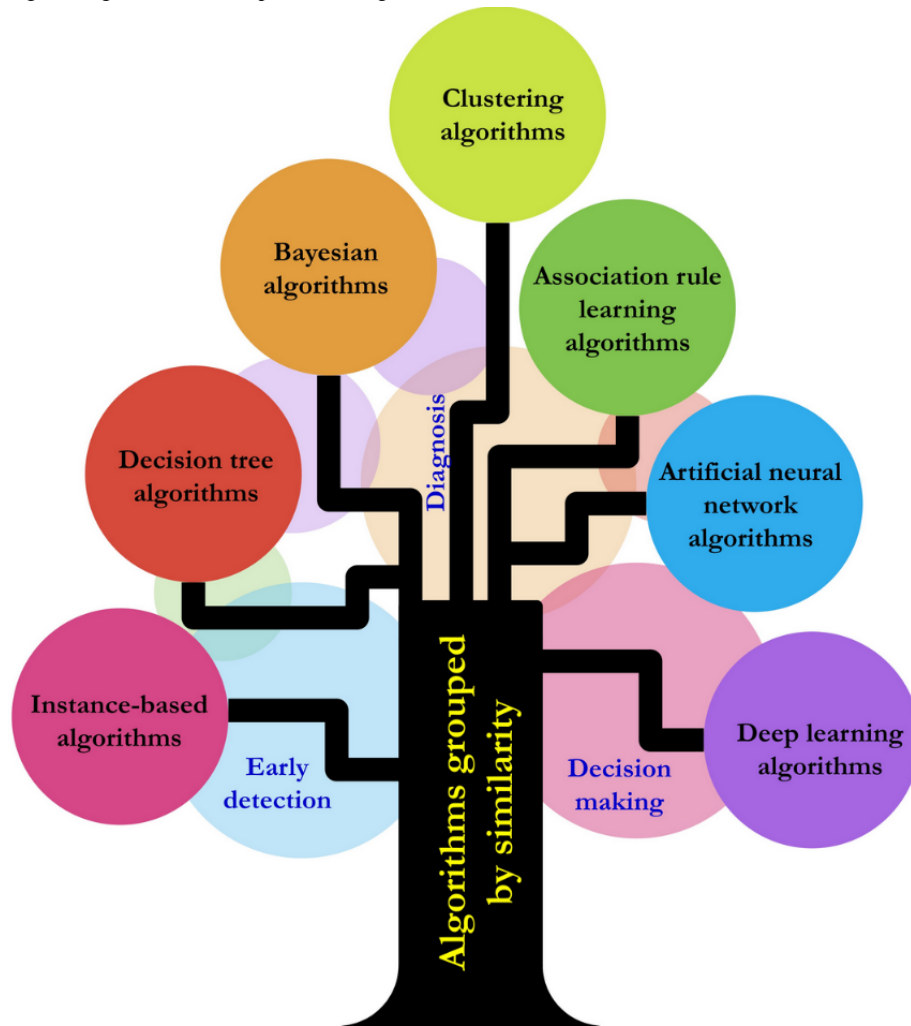 Clustering
algorithms
Bayesian
algorithms
Association rule
learning
algorithms
Diagnosis
Decision tree
algorithms
Artificial neural
network
algorithms
Instance-based
algorithms
Early
detection
Algorithms grouped
by similarity
Decision
making
Deep learning
algorithms